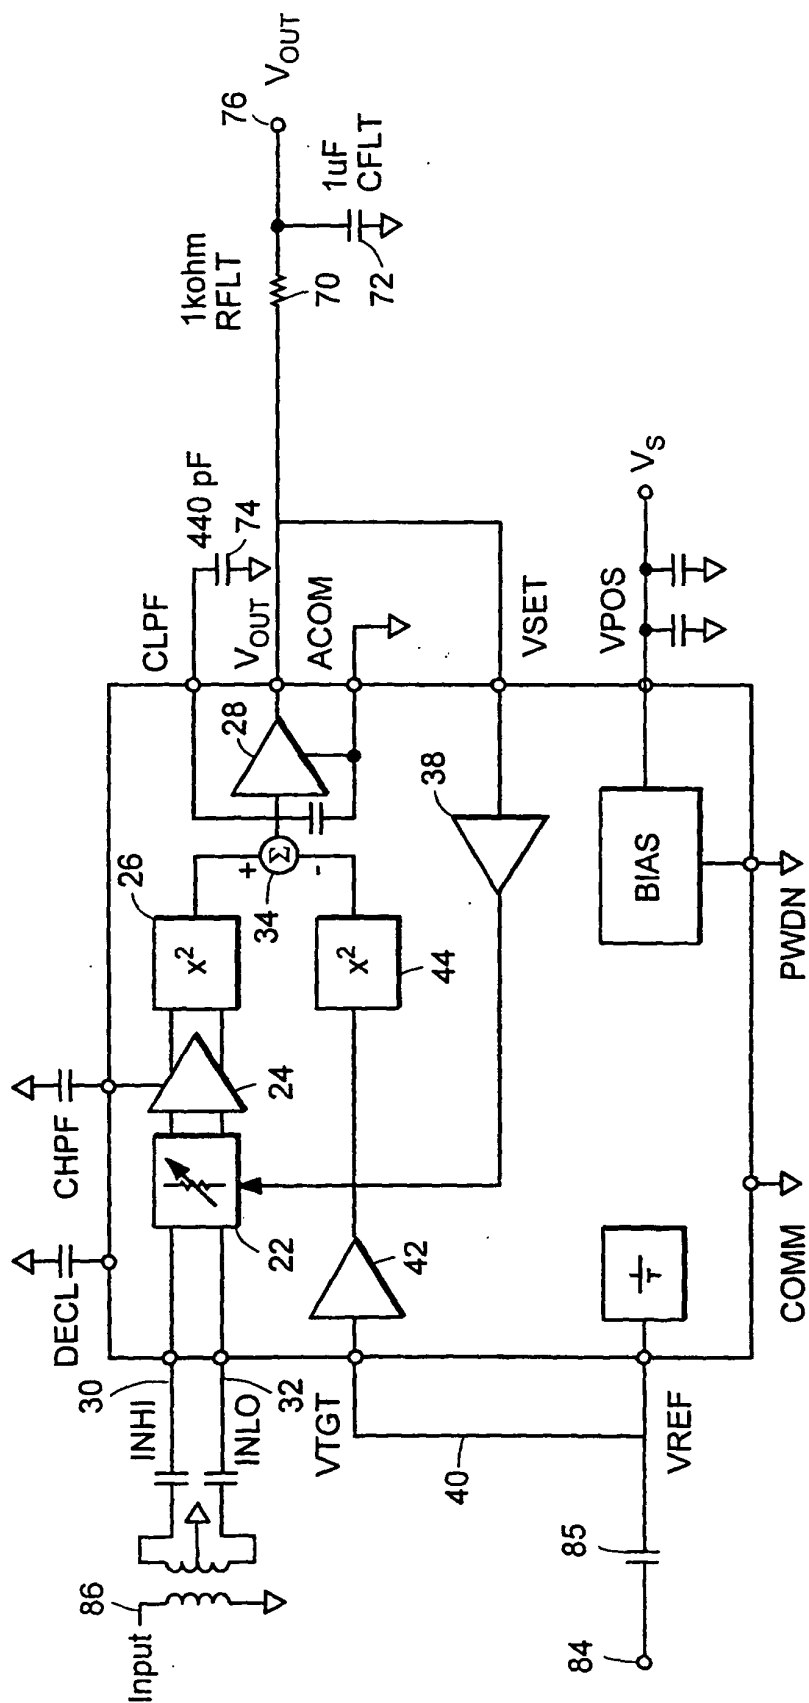 Input
86
INHI
30
INLO
32
DECL
CHPF
22
24
26
x²
+
Σ
-
34
28
CLPF
440 pF
74
VOUT
ACOM
1kohm
RFLT
70
1uF
CFLT
72
76
VOUT
VTGT
42
x²
44
38
VSET
40
VREF
84
85
BIAS
VPOS
VS
COMM
PWDN